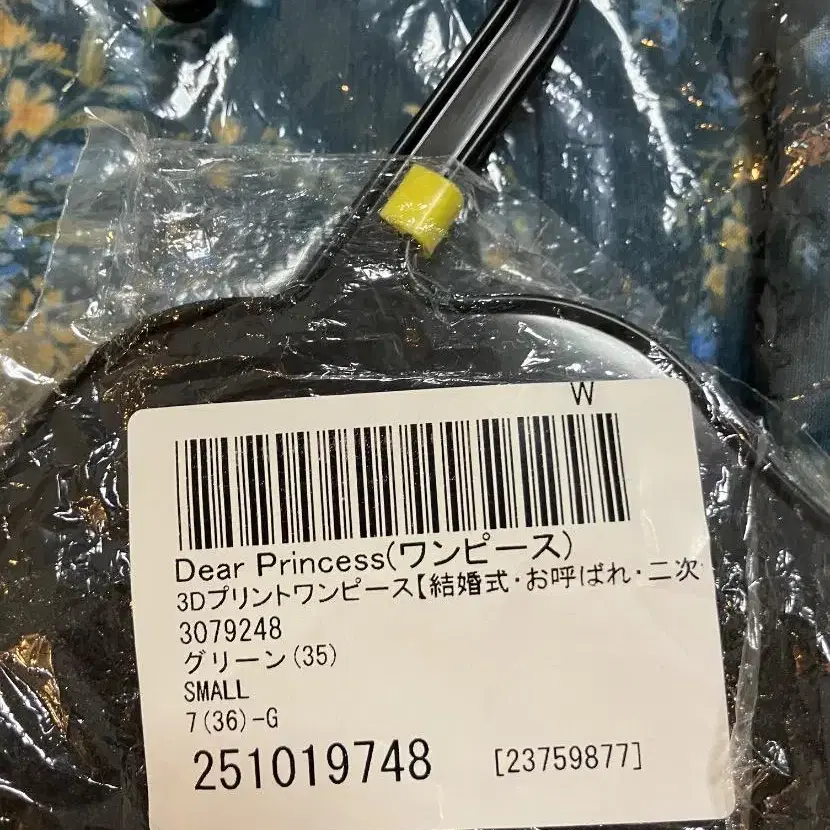 W
Dear Princess(ワンピース)
3Dプリントワンピース【結婚式・お呼ばれ・二次
3079248
グリーン(35)
SMALL
7(36)-G
251019748 [23759877]